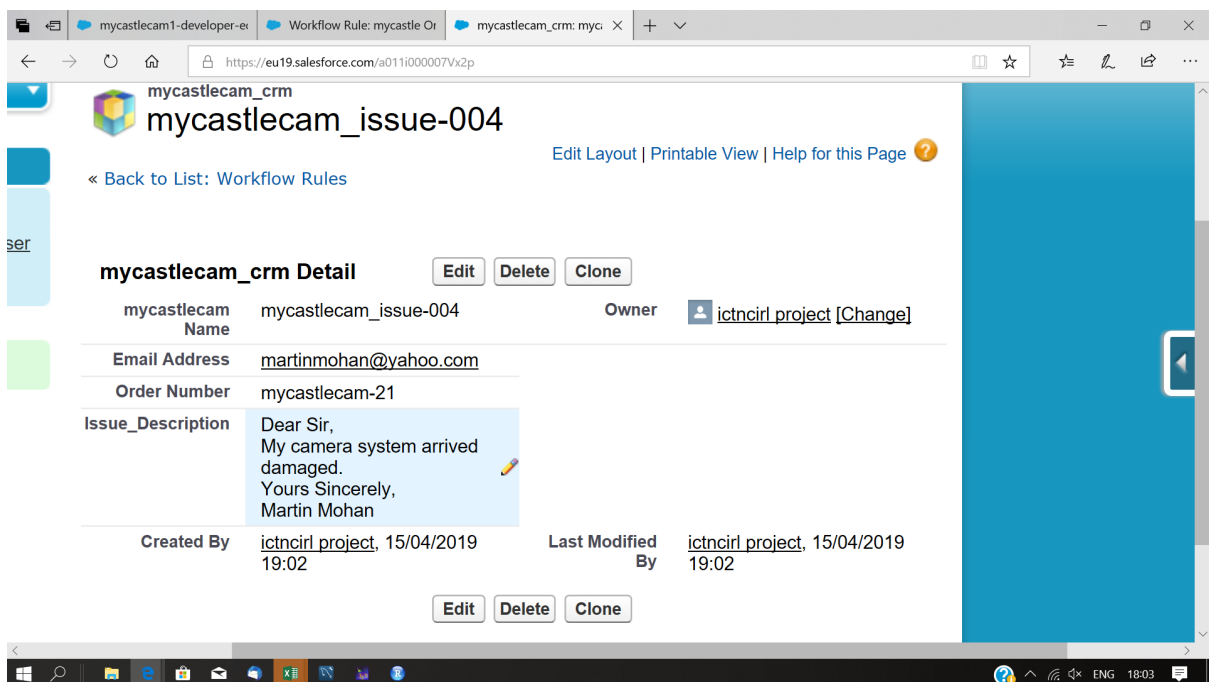 mycastlecam1-developer-ec
Workflow Rule: mycastle Or
mycastlecam_crm: myca
https://eu19.salesforce.com/a011i000007Vx2p
mycastlecam_crm
mycastlecam_issue-004
Edit Layout | Printable View | Help for this Page ?
« Back to List: Workflow Rules
ser
mycastlecam_crm Detail Edit Delete Clone
mycastlecam mycastlecam_issue-004 Owner ictncirl project [Change]
Name
Email Address martinmohan@yahoo.com
Order Number mycastlecam-21
Issue_Description Dear Sir,
My camera system arrived
damaged.
Yours Sincerely,
Martin Mohan
Created By ictncirl project, 15/04/2019 Last Modified ictncirl project, 15/04/2019
19:02 By 19:02
Edit Delete Clone
ENG 18:03